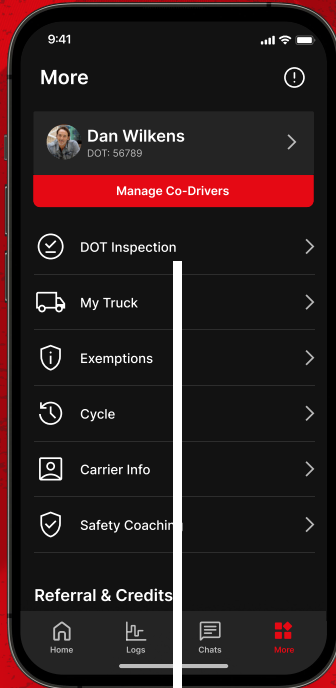 9:41
More
Dan Wilkens
DOT: 56789
Manage Co-Drivers
DOT Inspection
My Truck
Exemptions
Cycle
Carrier Info
Safety Coaching
Referral & Credits
Home
Logs
Chats
More